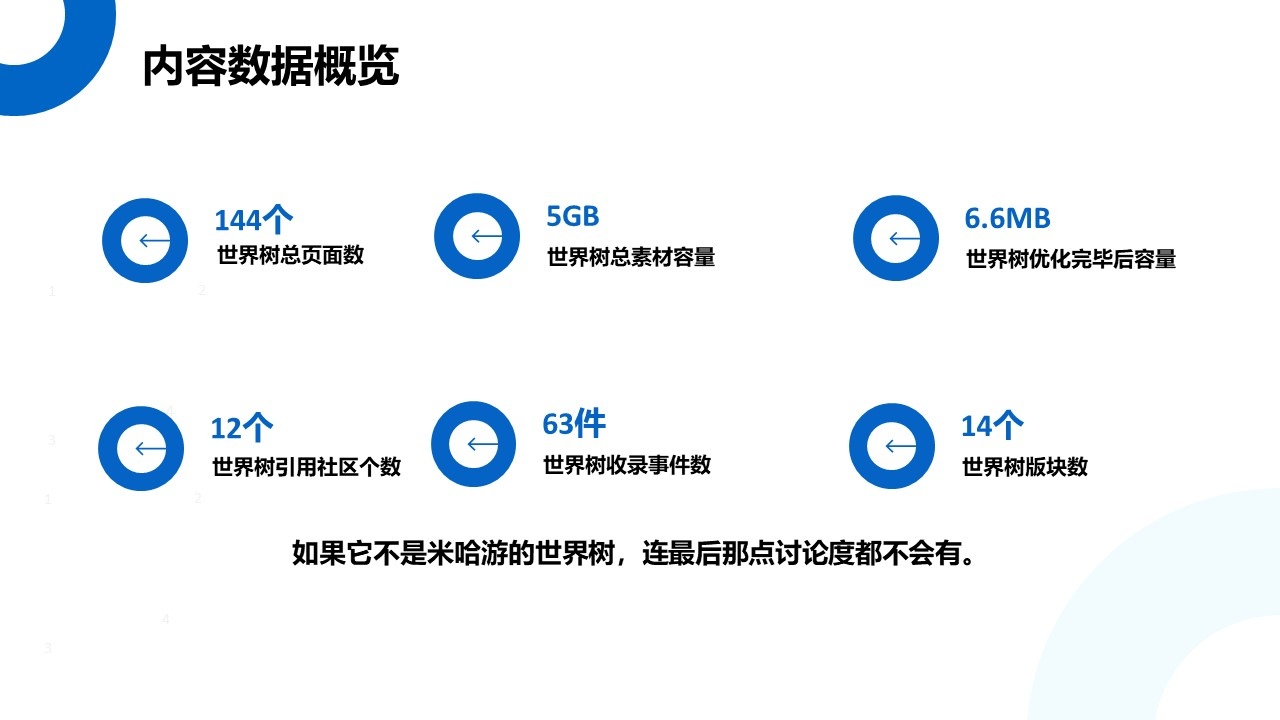 内容数据概览
144个
世界树总页面数
5GB
世界树总素材容量
6.6MB
世界树优化完毕后容量
1
2
12个
世界树引用社区个数
63件
世界树收录事件数
14个
世界树版块数
1
3
1
2
如果它不是米哈游的世界树，连最后那点讨论度都不会有。
4
3